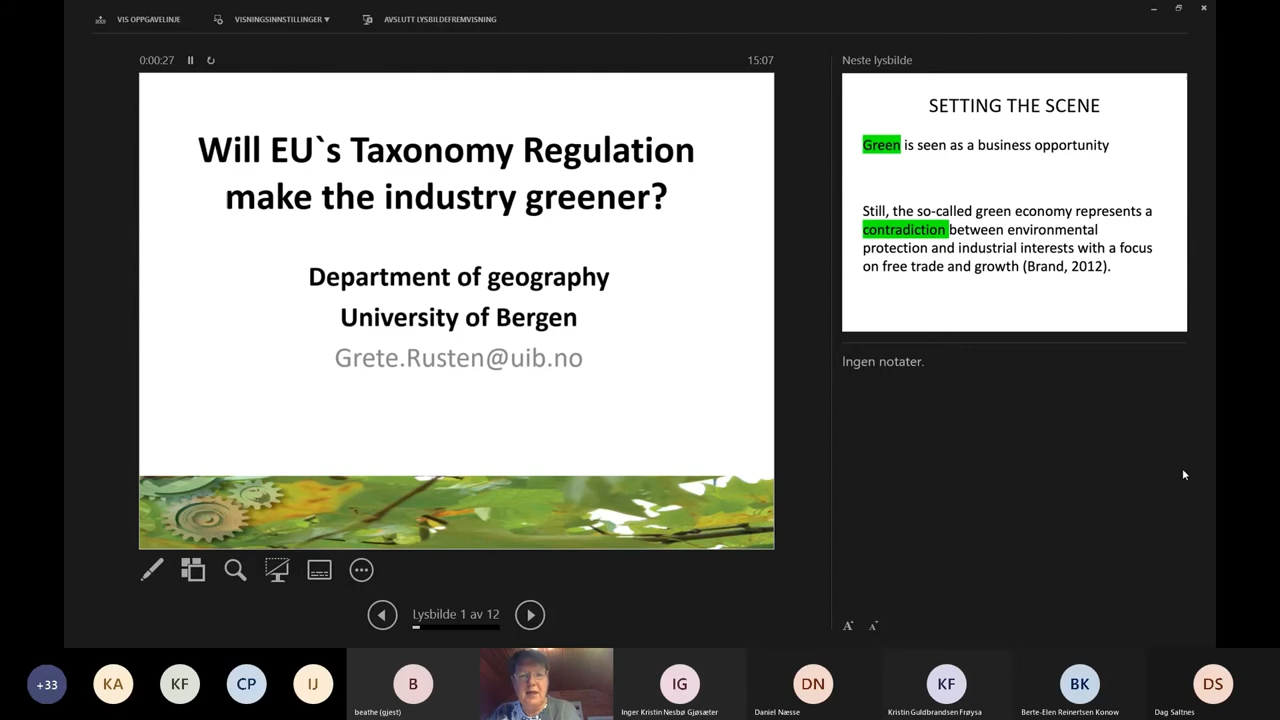 VIS OPPGAVELINJE
VISNINGSINNSTILLINGER ▾
AVSLUTT LYSBILDEFREMVISNING
0:00:27
15:07
Will EU`s Taxonomy Regulation
make the industry greener?
Department of geography
University of Bergen
Grete.Rusten@uib.no
Lysbilde 1 av 12
Neste lysbilde
SETTING THE SCENE
Green is seen as a business opportunity
Still, the so-called green economy represents a
contradiction between environmental
protection and industrial interests with a focus
on free trade and growth (Brand, 2012).
Ingen notater.
A A
+33
KA
KF
CP
IJ
B
beathe (gjest)
IG
Inger Kristin Nesbø Gjøsæter
DN
Daniel Næsse
KF
Kristin Guldbrandsen Frøysa
BK
Berte-Elen Reinertsen Konow
DS
Dag Saltnes